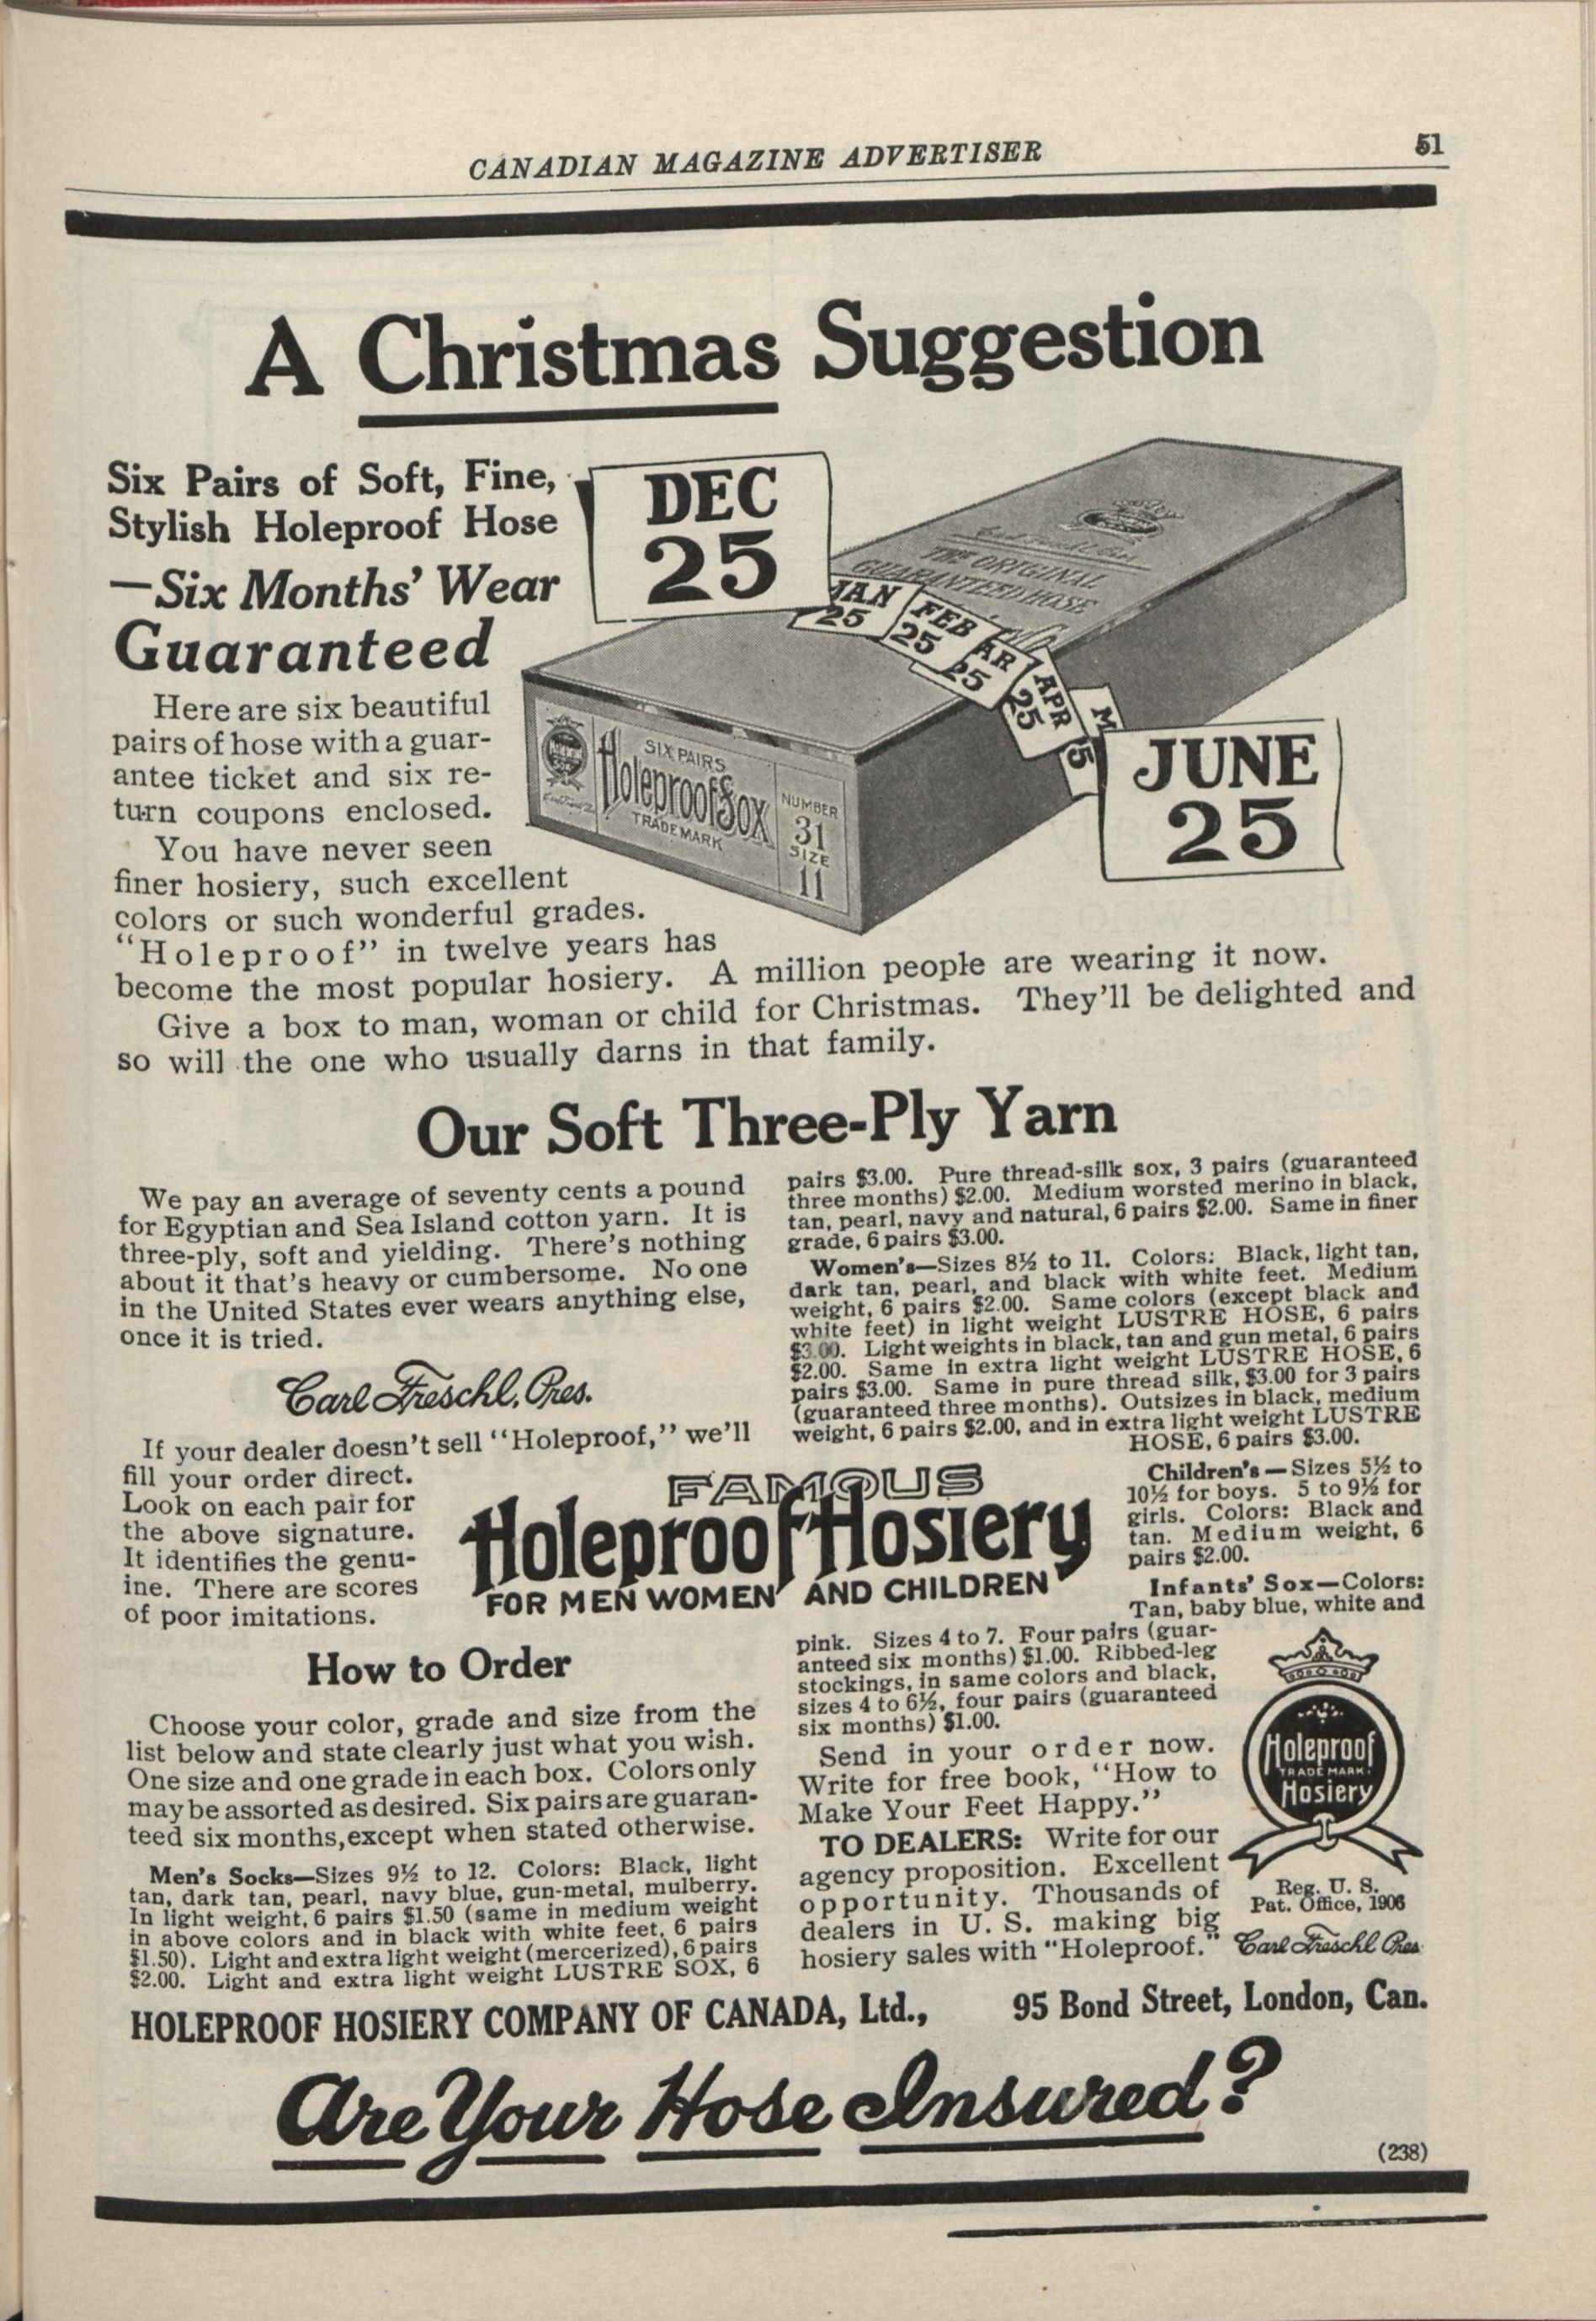 CANADIAN MAGAZINE ADVERTISER
51
A Christmas Suggestion
Six Pairs of Soft, Fine,
Stylish Holeproof Hose
—Six Months' Wear
Guaranteed
DEC
25
JAN
25
FEB
25
AR
25
APR
25
M
5
JUNE
25
THE ORIGINAL
GUARANTEED HOSE
SIX PAIRS
Holeproof Sox
TRADEMARK
NUMBER
31
SIZE
11
Here are six beautiful
pairs of hose with a guar-
antee ticket and six re-
turn coupons enclosed.
You have never seen
finer hosiery, such excellent
colors or such wonderful grades.
"Holeproof" in twelve years has
become the most popular hosiery. A million people are wearing it now.
Give a box to man, woman or child for Christmas. They'll be delighted and
so will the one who usually darns in that family.
Our Soft Three-Ply Yarn
We pay an average of seventy cents a pound
for Egyptian and Sea Island cotton yarn. It is
three-ply, soft and yielding. There's nothing
about it that's heavy or cumbersome. No one
in the United States ever wears anything else,
once it is tried.
Carl Freschl, Pres.
If your dealer doesn't sell "Holeproof," we'll
fill your order direct.
Look on each pair for
the above signature.
It identifies the genu-
ine. There are scores
of poor imitations.
FAMOUS
Holeproof Hosiery
FOR MEN WOMEN AND CHILDREN
How to Order
Choose your color, grade and size from the
list below and state clearly just what you wish.
One size and one grade in each box. Colors only
may be assorted as desired. Six pairs are guaran-
teed six months, except when stated otherwise.
Men's Socks—Sizes 9½ to 12. Colors: Black, light
tan, dark tan, pearl, navy blue, gun-metal, mulberry.
In light weight, 6 pairs $1.50 (same in medium weight
in above colors and in black with white feet, 6 pairs
$1.50). Light and extra light weight (mercerized), 6 pairs
$2.00. Light and extra light weight LUSTRE SOX, 6
pairs $3.00. Pure thread-silk sox, 3 pairs (guaranteed
three months) $2.00. Medium worsted merino in black,
tan, pearl, navy and natural, 6 pairs $2.00. Same in finer
grade, 6 pairs $3.00.
Women's—Sizes 8½ to 11. Colors: Black, light tan,
dark tan, pearl, and black with white feet. Medium
weight, 6 pairs $2.00. Same colors (except black and
white feet) in light weight LUSTRE HOSE, 6 pairs
$3.00. Light weights in black, tan and gun metal, 6 pairs
$2.00. Same in extra light weight LUSTRE HOSE, 6
pairs $3.00. Same in pure thread silk, $3.00 for 3 pairs
(guaranteed three months). Outsizes in black, medium
weight, 6 pairs $2.00, and in extra light weight LUSTRE
HOSE, 6 pairs $3.00.
Children's—Sizes 5½ to
10½ for boys. 5 to 9½ for
girls. Colors: Black and
tan. Medium weight, 6
pairs $2.00.
Infants' Sox—Colors:
Tan, baby blue, white and
pink. Sizes 4 to 7. Four pairs (guar-
anteed six months) $1.00. Ribbed-leg
stockings, in same colors and black,
sizes 4 to 6½, four pairs (guaranteed
six months) $1.00.
Send in your order now.
Write for free book, "How to
Make Your Feet Happy."
TO DEALERS: Write for our
agency proposition. Excellent
opportunity. Thousands of
dealers in U. S. making big
hosiery sales with "Holeproof."
Holeproof
TRADE MARK
Hosiery
Reg. U. S.
Pat. Office, 1906
Carl Freschl Pres
HOLEPROOF HOSIERY COMPANY OF CANADA, Ltd., 95 Bond Street, London, Can.
Are Your Hose Insured?
(238)